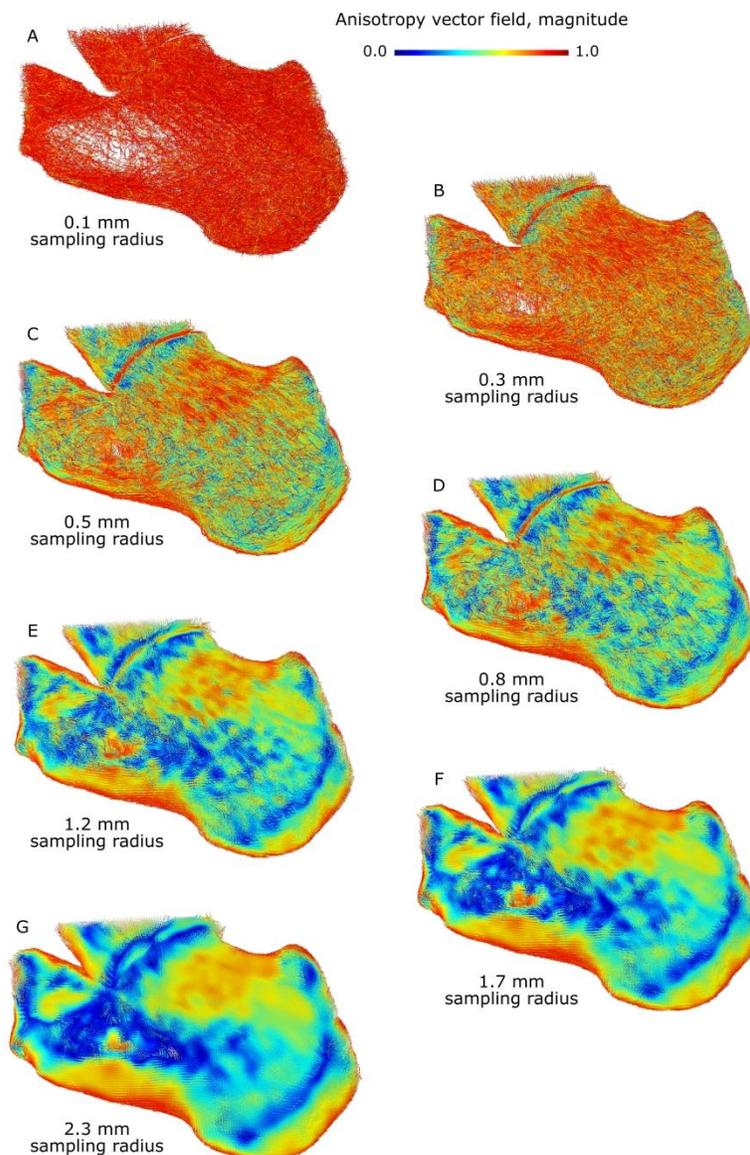 Anisotropy vector field, magnitude
0.0 1.0
A
0.1 mm
sampling radius
B
0.3 mm
sampling radius
C
0.5 mm
sampling radius
D
0.8 mm
sampling radius
E
1.2 mm
sampling radius
F
1.7 mm
sampling radius
G
2.3 mm
sampling radius